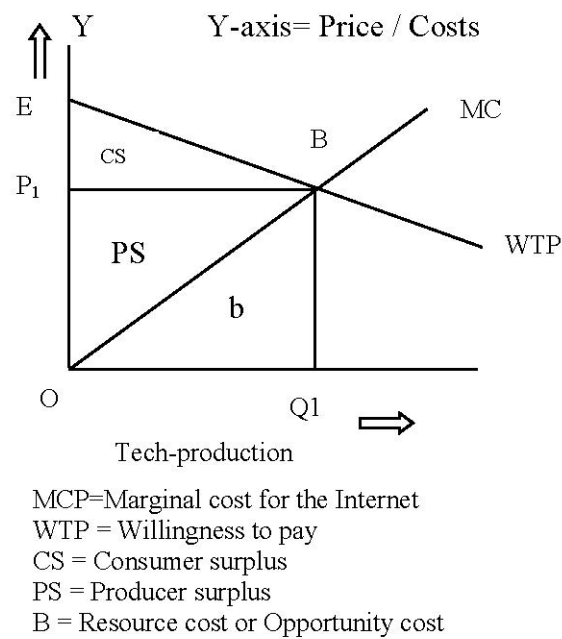 Y Y-axis= Price / Costs
E
MC
B
CS
P₁
WTP
PS
b
O
Q1
Tech-production
MCP=Marginal cost for the Internet
WTP = Willingness to pay
CS = Consumer surplus
PS = Producer surplus
B = Resource cost or Opportunity cost